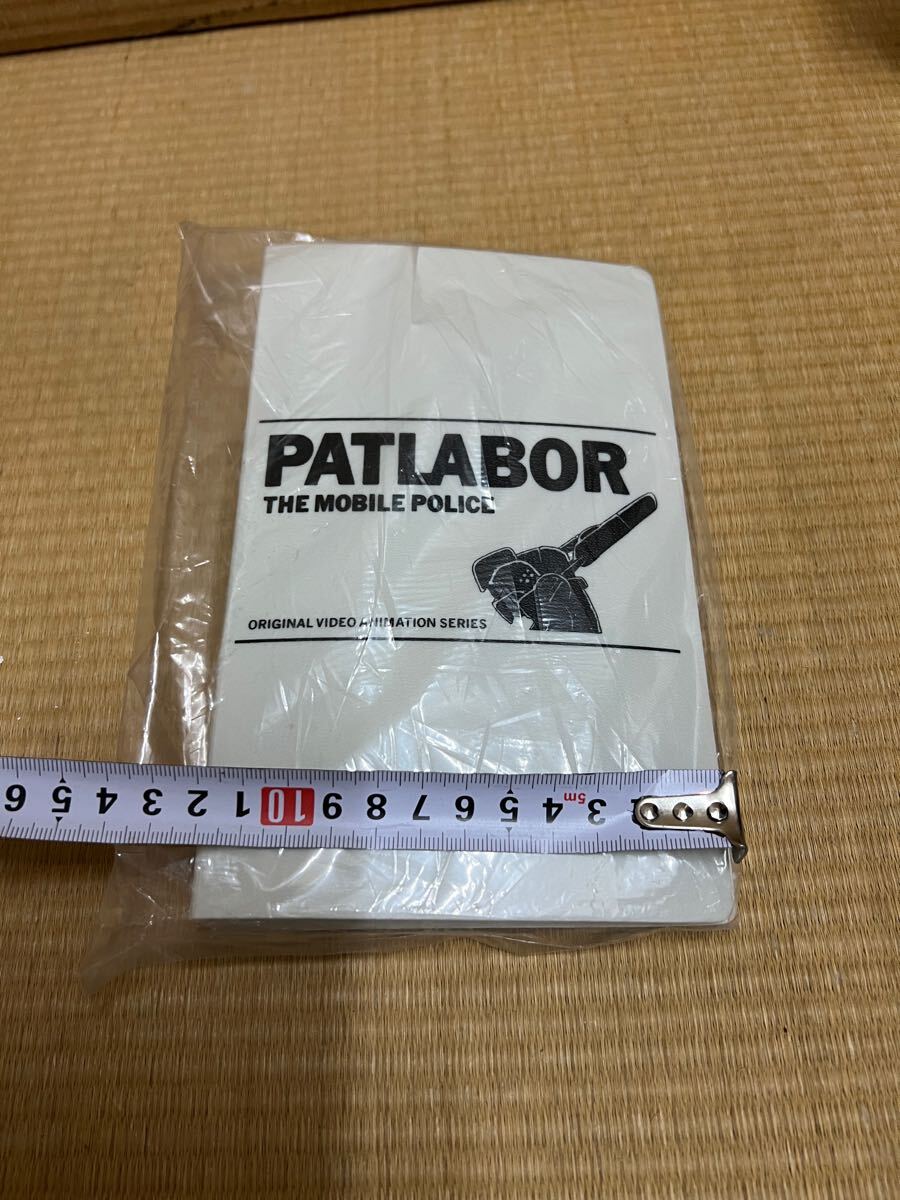 PATLABOR
THE MOBILE POLICE
ORIGINAL VIDEO ANIMATION SERIES
6 5 4 3 2 1 10 9 8 7 6 5 4 3
5m